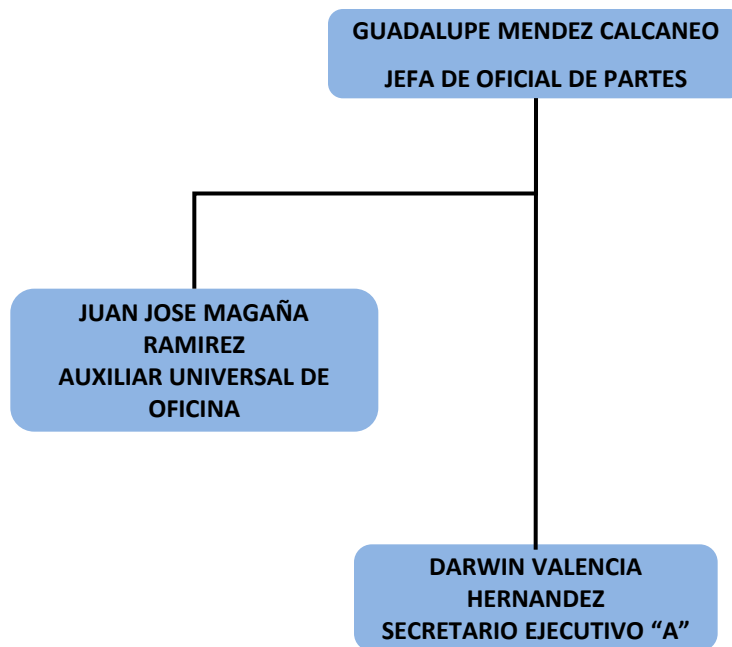 GUADALUPE MENDEZ CALCANEO
JEFA DE OFICIAL DE PARTES
JUAN JOSE MAGAÑA
RAMIREZ
AUXILIAR UNIVERSAL DE
OFICINA
DARWIN VALENCIA
HERNANDEZ
SECRETARIO EJECUTIVO “A”